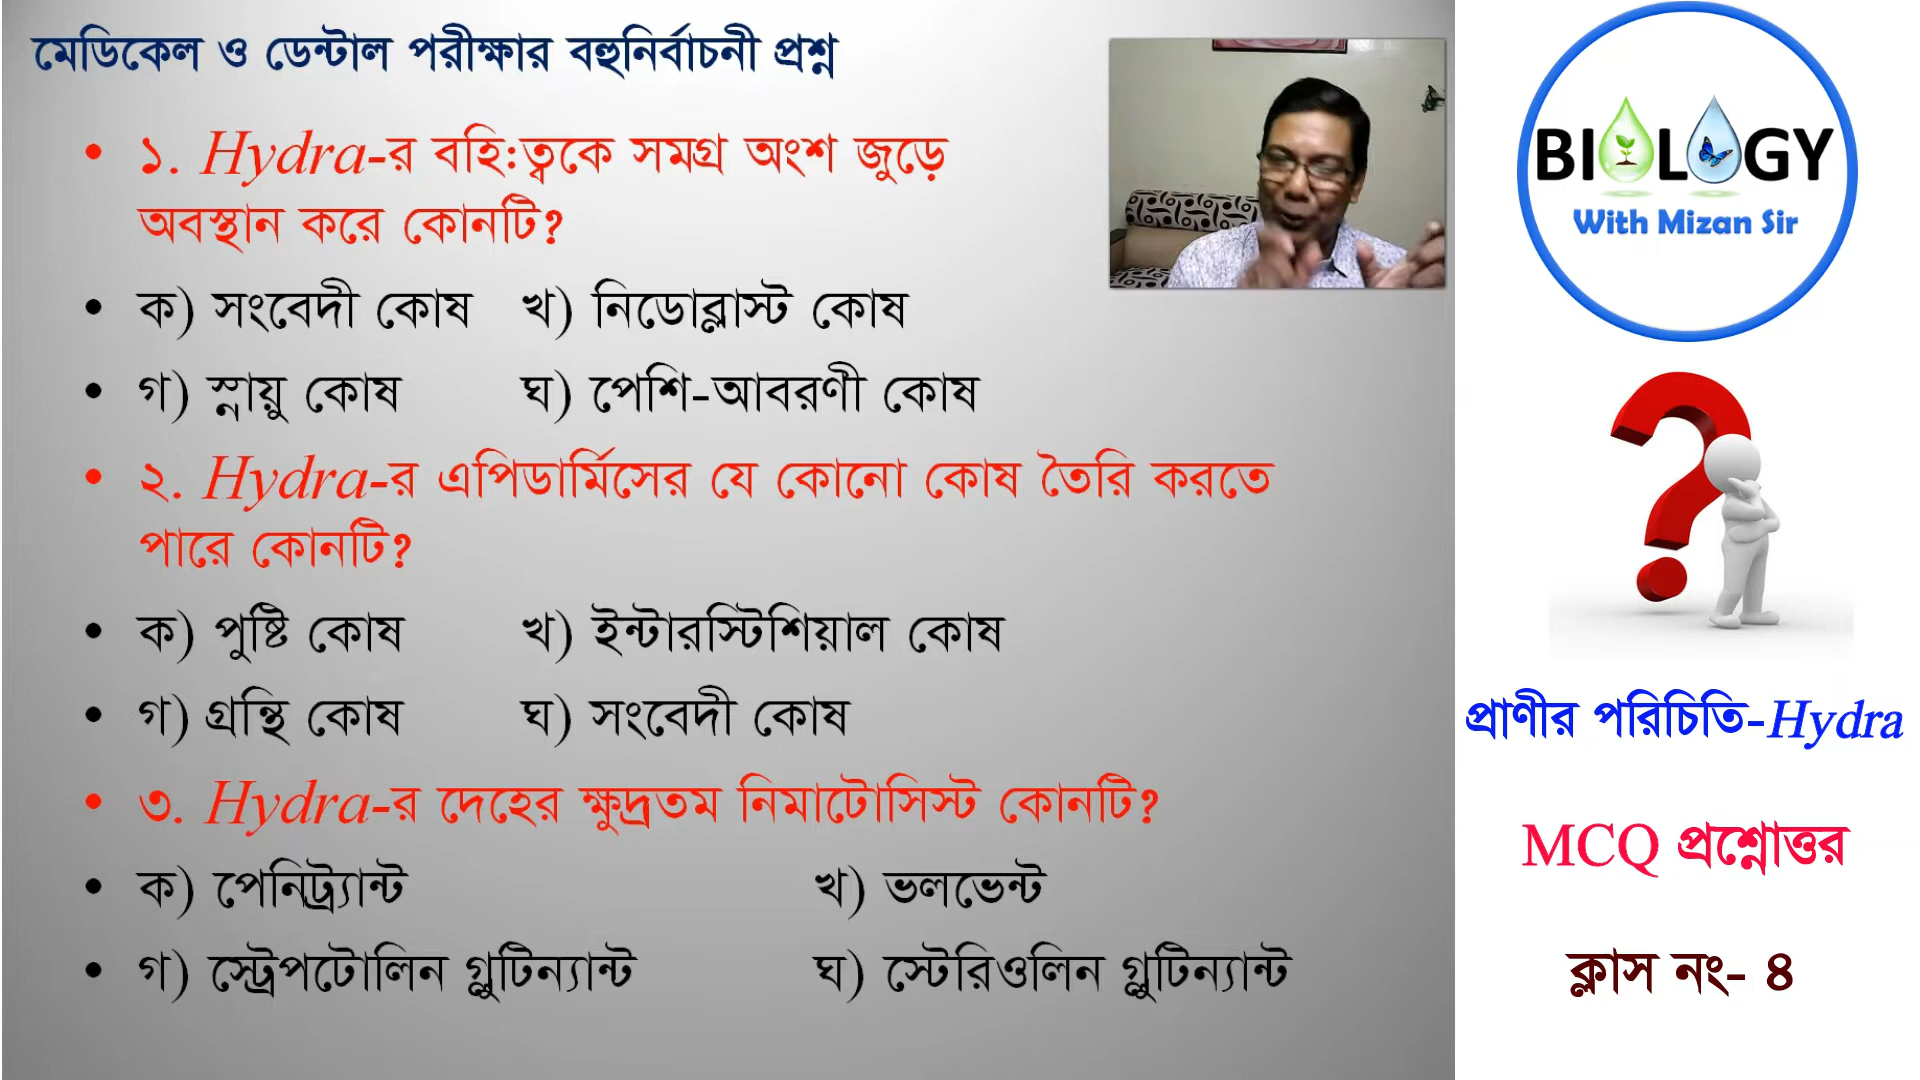 মেডিকেল ও ডেন্টাল পরীক্ষার বহুনির্বাচনী প্রশ্ন
• ১. Hydra-র বহি:ত্বকে সমগ্র অংশ জুড়ে
অবস্থান করে কোনটি?
• ক) সংবেদী কোষ খ) নিডোব্লাস্ট কোষ
• গ) স্নায়ু কোষ ঘ) পেশি-আবরণী কোষ
• ২. Hydra-র এপিডার্মিসের যে কোনো কোষ তৈরি করতে
পারে কোনটি?
• ক) পুষ্টি কোষ খ) ইন্টারস্টিশিয়াল কোষ
• গ) গ্রন্থি কোষ ঘ) সংবেদী কোষ
• ৩. Hydra-র দেহের ক্ষুদ্রতম নিমাটোসিস্ট কোনটি?
• ক) পেনিট্র্যান্ট খ) ভলভেন্ট
• গ) স্ট্রেপটোলিন গ্লুটিন্যান্ট ঘ) স্টেরিওলিন গ্লুটিন্যান্ট
BIOLOGY
With Mizan Sir
প্রাণীর পরিচিতি-Hydra
MCQ প্রশ্নোত্তর
ক্লাস নং- ৪